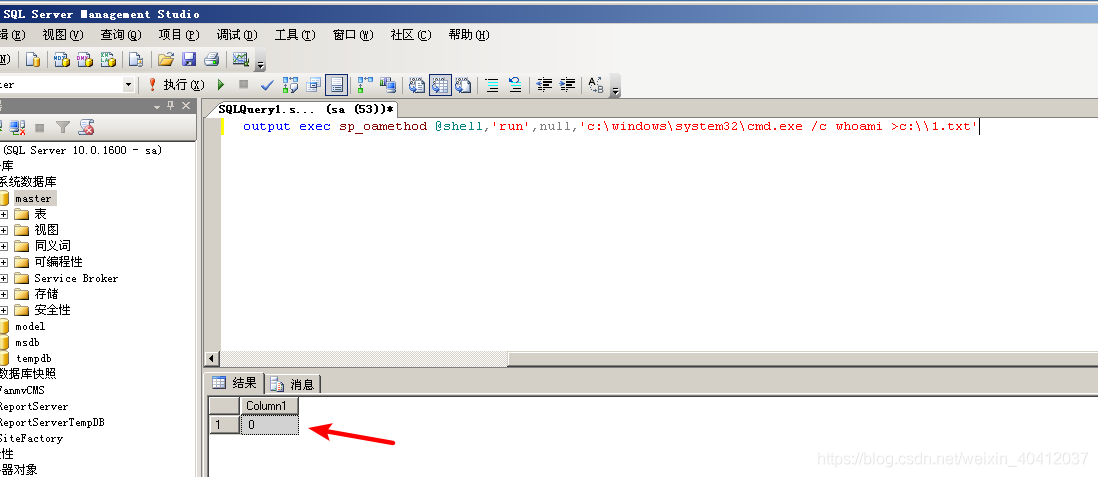 SQL Server Management Studio
辑(E) 视图(V) 查询(Q) 项目(P) 调试(D) 工具(T) 窗口(W) 社区(C) 帮助(H)
N)
er 执行(X)
SQLQuery1.s... (sa (53))*
output exec sp_oamethod @shell,'run',null,'c:\windows\system32\cmd.exe /c whoami >c:\\1.txt'
(SQL Server 10.0.1600 - sa)
库
系统数据库
master
表
视图
同义词
可编程性
Service Broker
存储
安全性
model
msdb
tempdb
数据库快照
FanmvCMS
ReportServer
ReportServerTempDB
SiteFactory
性
器对象
结果 消息
Column1
1 0
https://blog.csdn.net/weixin_40412037